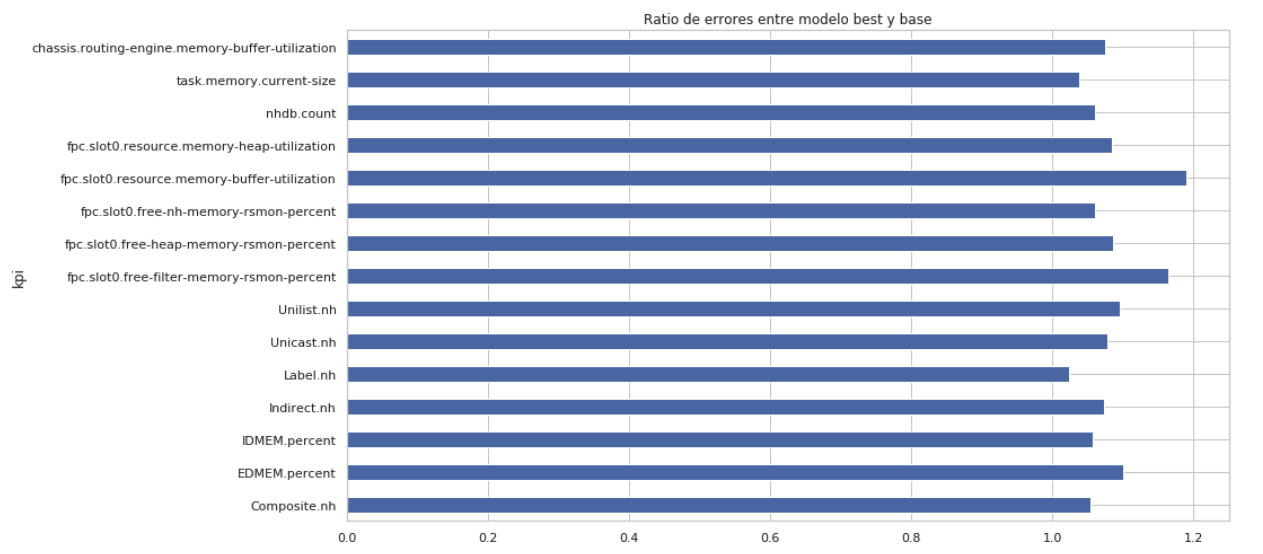 Ratio de errores entre modelo best y base
chassis.routing-engine.memory-buffer-utilization
task.memory.current-size
nhdb.count
fpc.slot0.resource.memory-heap-utilization
fpc.slot0.resource.memory-buffer-utilization
fpc.slot0.free-nh-memory-rsmon-percent
fpc.slot0.free-heap-memory-rsmon-percent
fpc.slot0.free-filter-memory-rsmon-percent
kpi
Unilist.nh
Unicast.nh
Label.nh
Indirect.nh
IDMEM.percent
EDMEM.percent
Composite.nh
0.0 0.2 0.4 0.6 0.8 1.0 1.2